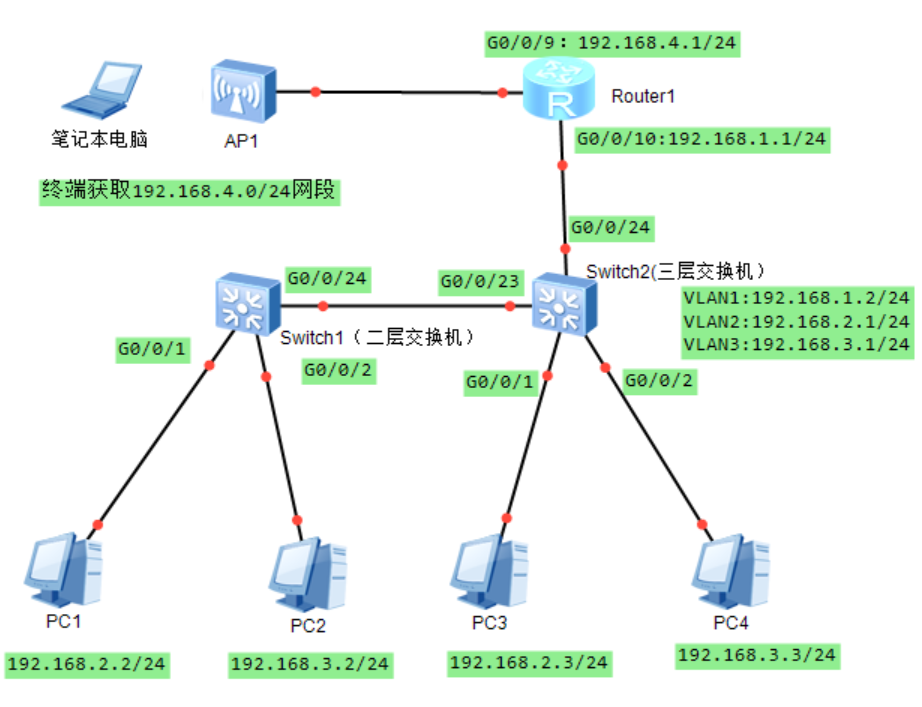 G0/0/9：192.168.4.1/24
Router1
笔记本电脑
AP1
G0/0/10:192.168.1.1/24
终端获取192.168.4.0/24网段
G0/0/24
Switch2(三层交换机）
G0/0/24
G0/0/23
VLAN1:192.168.1.2/24
VLAN2:192.168.2.1/24
VLAN3:192.168.3.1/24
Switch1（二层交换机）
G0/0/1
G0/0/2
G0/0/1
G0/0/2
R
PC1
PC2
PC3
PC4
192.168.2.2/24
192.168.3.2/24
192.168.2.3/24
192.168.3.3/24